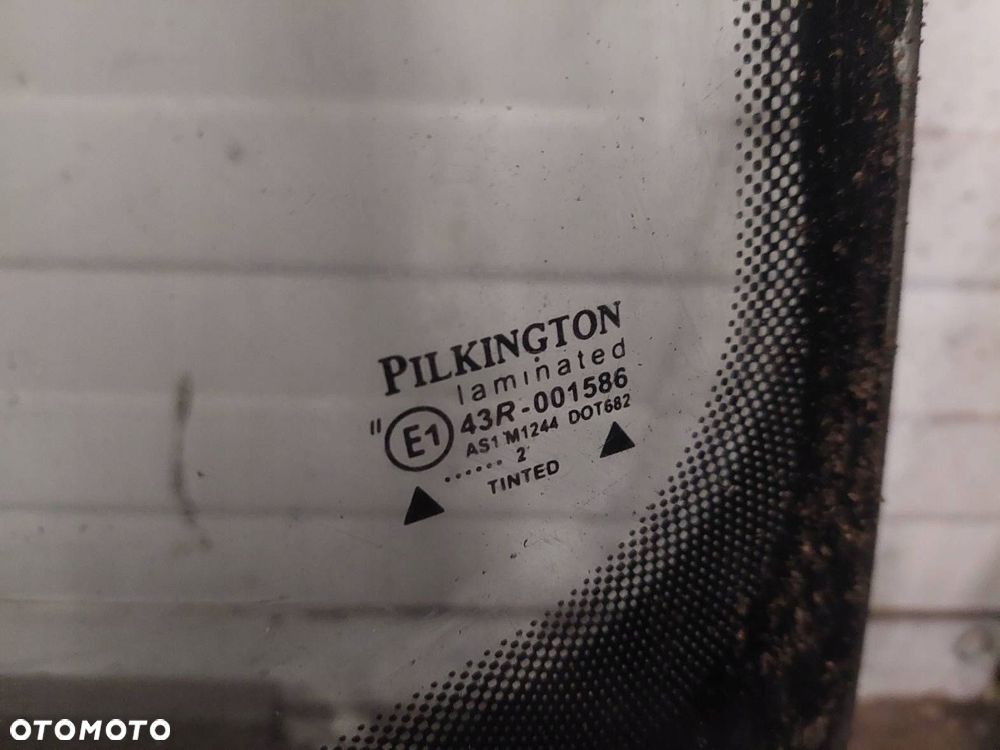 PILKINGTON
laminated
" E1 43R-001586
AS1 M1244 DOT682
...... 2
TINTED
OTOMOTO